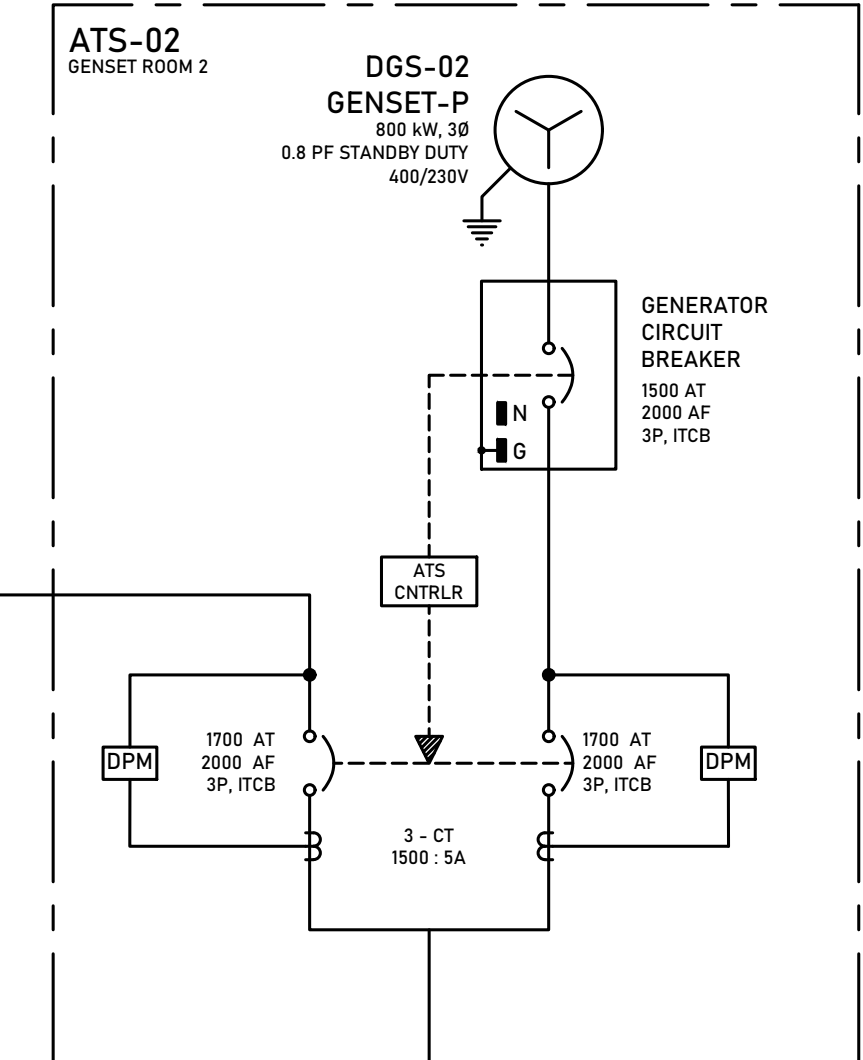 ATS-02
GENSET ROOM 2
DGS-02
GENSET-P
800 kW, 3Ø
0.8 PF STANDBY DUTY
400/230V
GENERATOR
CIRCUIT
BREAKER
1500 AT
2000 AF
3P, ITCB
N
G
ATS
CNTRLR
DPM
1700 AT
2000 AF
3P, ITCB
1700 AT
2000 AF
3P, ITCB
DPM
3 - CT
1500 : 5A